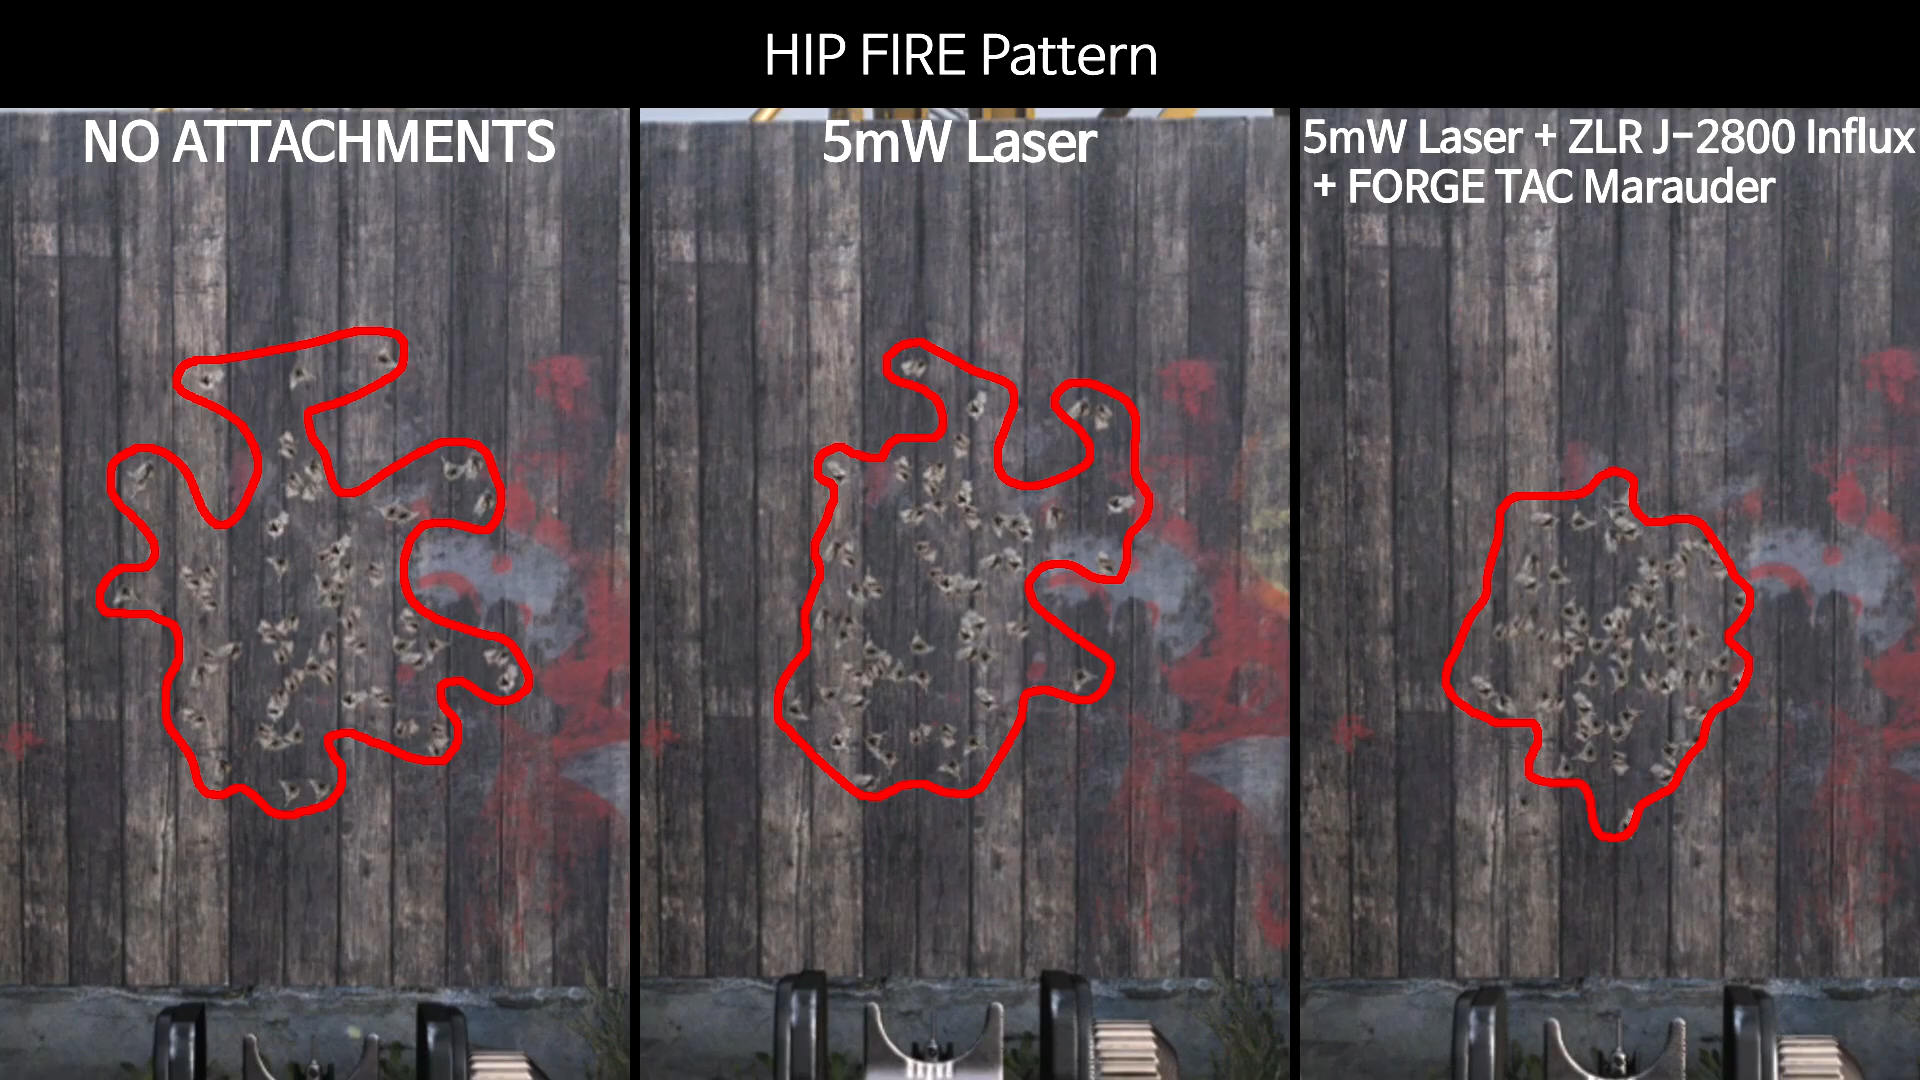 HIP FIRE Pattern
NO ATTACHMENTS
5mW Laser
5mW Laser + ZLR J-2800 Influx
+ FORGE TAC Marauder